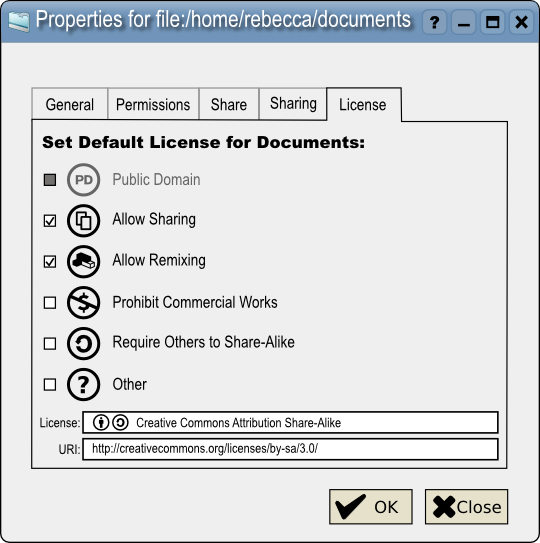 Properties for file:/home/rebecca/documents
?
General Permissions Share Sharing License
Set Default License for Documents:
PD Public Domain
Allow Sharing
Allow Remixing
$ Prohibit Commercial Works
Require Others to Share-Alike
? Other
License: Creative Commons Attribution Share-Alike
URI: http://creativecommons.org/licenses/by-sa/3.0/
OK Close